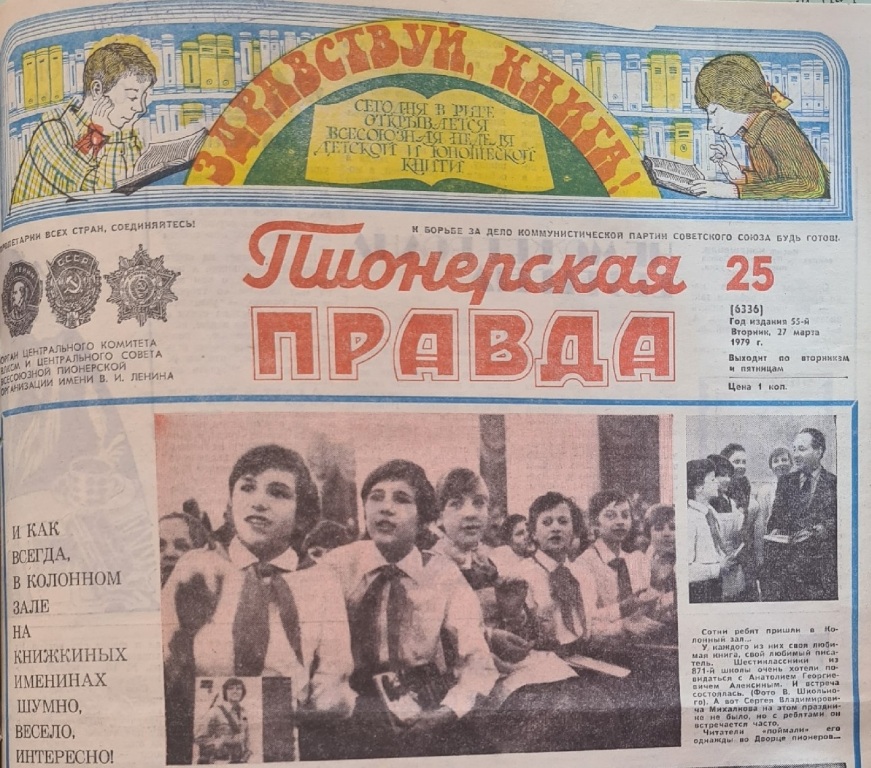 ЗДРАВСТВУЙ, КНИГА!
СЕГОДНЯ В РИГЕ
ОТКРЫВАЕТСЯ
ВСЕСОЮЗНАЯ НЕДЕЛЯ
ДЕТСКОЙ И ЮНОШЕСКОЙ
КНИГИ
ПРОЛЕТАРИИ ВСЕХ СТРАН, СОЕДИНЯЙТЕСЬ!
К БОРЬБЕ ЗА ДЕЛО КОММУНИСТИЧЕСКОЙ ПАРТИИ СОВЕТСКОГО СОЮЗА БУДЬ ГОТОВ!
Пионерская
ПРАВДА
25
[6336]
Год издания 55-й
Вторник, 27 марта
1979 г.
Выходит по вторникам
и пятницам
Цена 1 коп.
ОРГАН ЦЕНТРАЛЬНОГО КОМИТЕТА
ВЛКСМ И ЦЕНТРАЛЬНОГО СОВЕТА
ВСЕСОЮЗНОЙ ПИОНЕРСКОЙ
ОРГАНИЗАЦИИ ИМЕНИ В. И. ЛЕНИНА
И КАК
ВСЕГДА,
В КОЛОННОМ
ЗАЛЕ
НА
КНИЖКИНЫХ
ИМЕНИНАХ
ШУМНО,
ВЕСЕЛО,
ИНТЕРЕСНО!
Сотни ребят пришли в Ко-
лонный зал...
У каждого из них своя люби-
мая книга, свой любимый писа-
тель. Шестиклассники из
871-й школы очень хотели по-
видаться с Анатолием Георгие-
вичем Алексиным. И встреча
состоялась. (Фото В. Школьно-
го). А вот Сергея Владимирови-
ча Михалкова на этом праздни-
ке не было, но с ребятами он
встречается часто.
Читатели «поймали» его
однажды во Дворце пионеров...